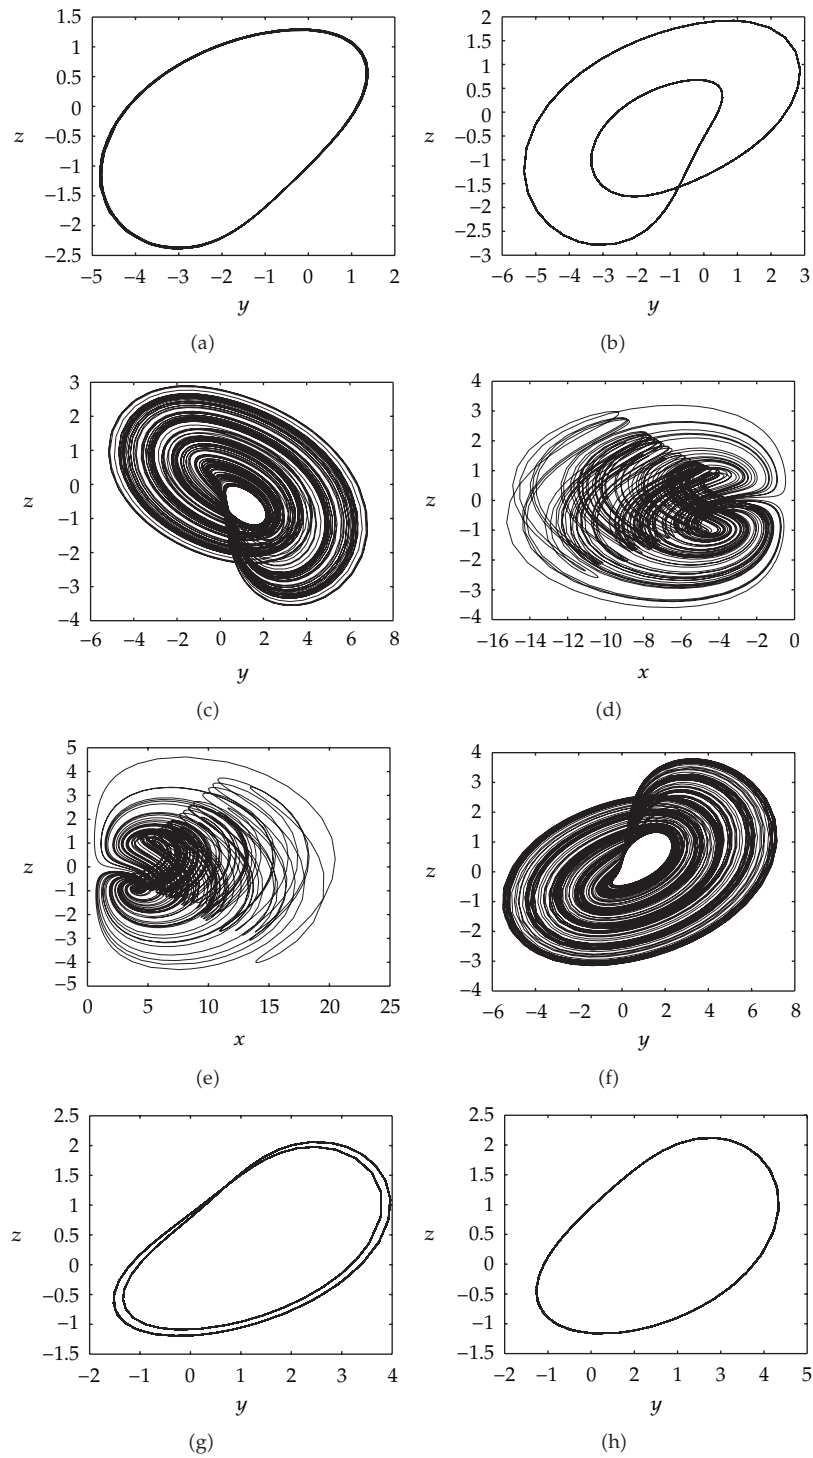 1.5
1
0.5
0
−0.5
−1
−1.5
−2
−2.5
z
−5 −4 −3 −2 −1 0 1 2
y
(a)
2
1.5
1
0.5
0
−0.5
−1
−1.5
−2
−2.5
−3
z
−6 −5 −4 −3 −2 −1 0 1 2 3
y
(b)
3
2
1
0
−1
−2
−3
−4
z
−6 −4 −2 0 2 4 6 8
y
(c)
4
3
2
1
0
−1
−2
−3
−4
z
−16 −14 −12 −10 −8 −6 −4 −2 0
x
(d)
5
4
3
2
1
0
−1
−2
−3
−4
−5
z
0 5 10 15 20 25
x
(e)
4
3
2
1
0
−1
−2
−3
−4
z
−6 −4 −2 0 2 4 6 8
y
(f)
2.5
2
1.5
1
0.5
0
−0.5
−1
−1.5
z
−2 −1 0 1 2 3 4
y
(g)
2.5
2
1.5
1
0.5
0
−0.5
−1
−1.5
z
−2 −1 0 1 2 3 4 5
y
(h)